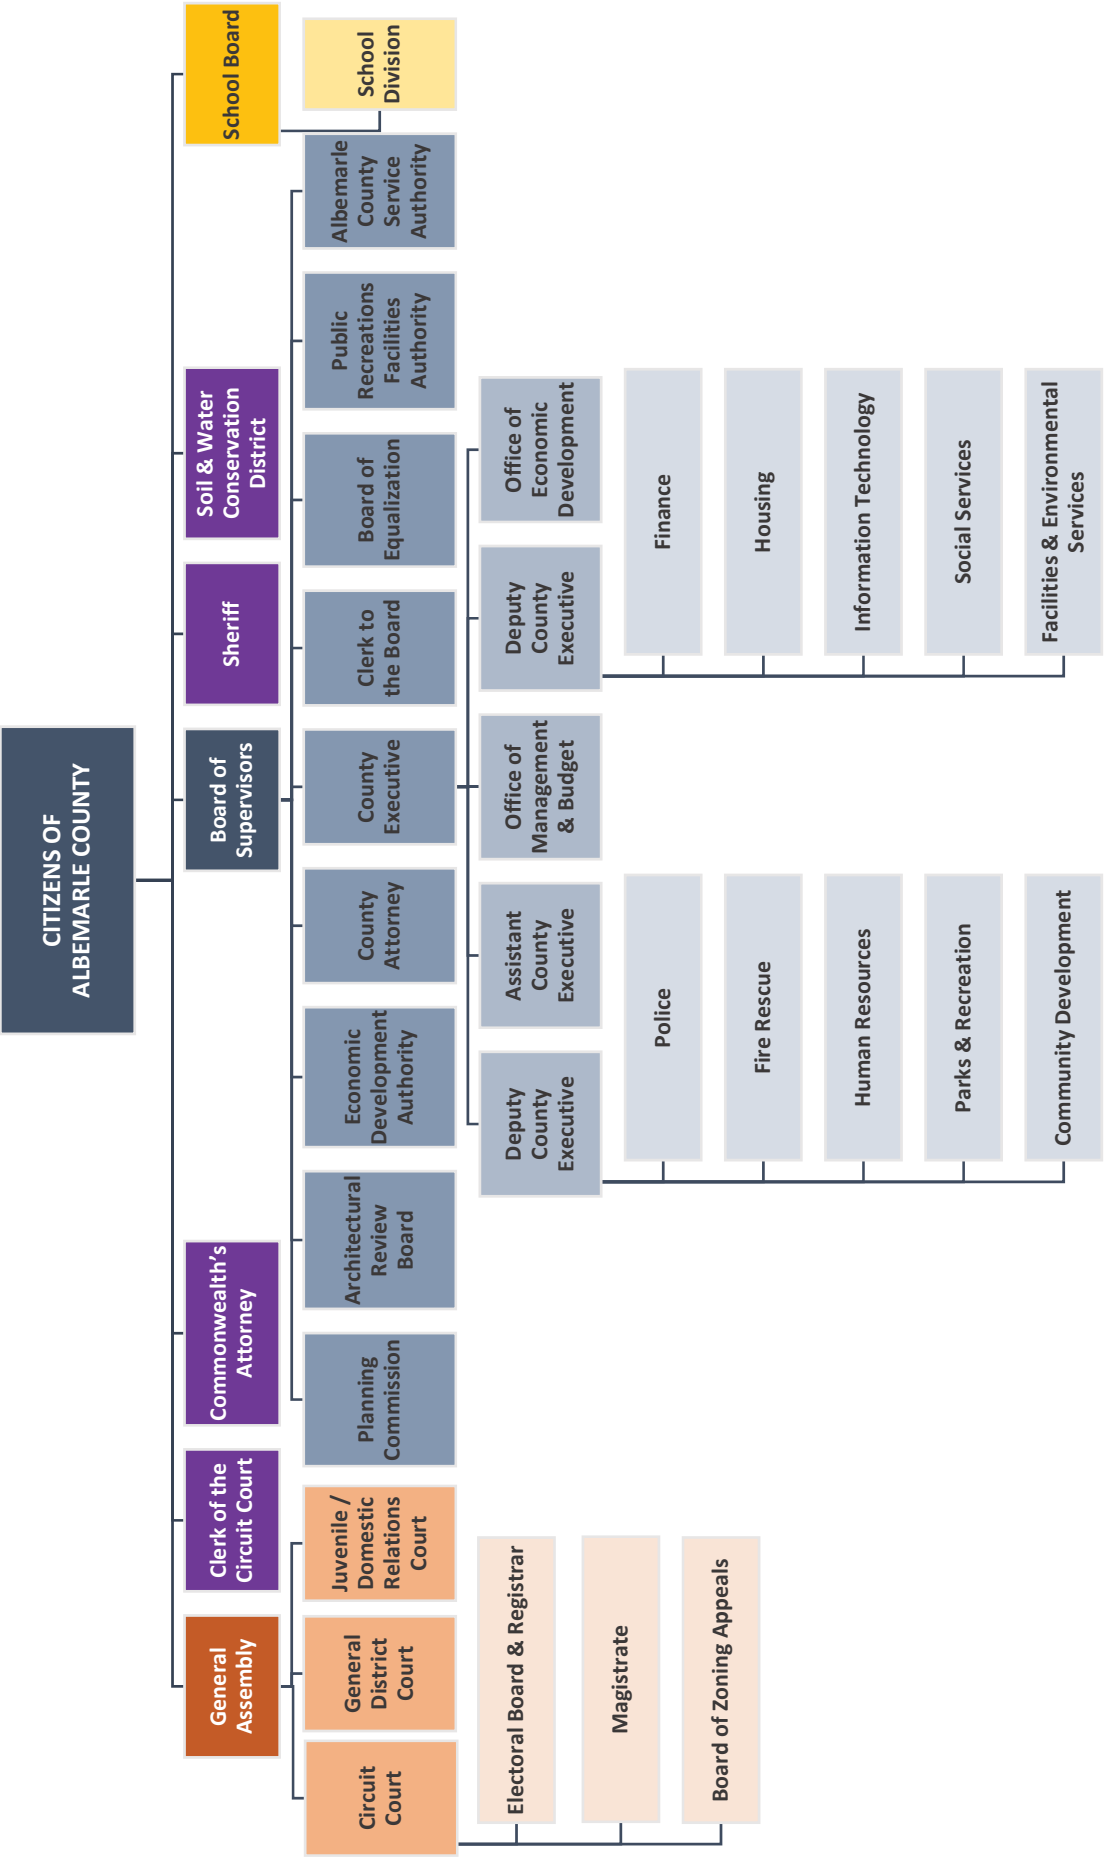 CITIZENS OF
ALBEMARLE COUNTY
General
Assembly
Clerk of the
Circuit Court
Commonwealth's
Attorney
Board of
Supervisors
Sheriff
Soil & Water
Conservation
District
School Board
Circuit
Court
General
District
Court
Juvenile /
Domestic
Relations
Court
Planning
Commission
Architectural
Review
Board
Economic
Development
Authority
County
Attorney
County
Executive
Clerk to
the Board
Board of
Equalization
Public
Recreations
Facilities
Authority
Albemarle
County
Service
Authority
School
Division
Electoral Board & Registrar
Magistrate
Board of Zoning Appeals
Deputy
County
Executive
Assistant
County
Executive
Office of
Management
& Budget
Deputy
County
Executive
Office of
Economic
Development
Police
Fire Rescue
Human Resources
Parks & Recreation
Community Development
Finance
Housing
Information Technology
Social Services
Facilities & Environmental
Services